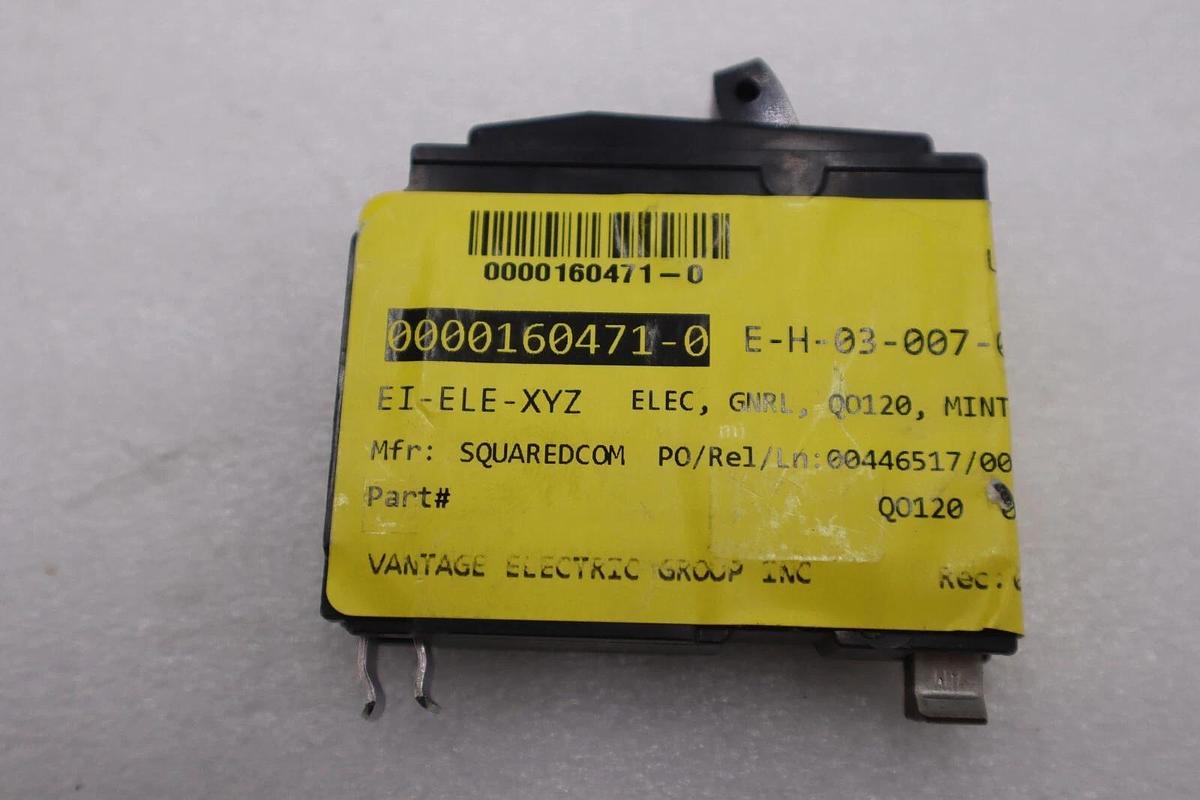 0000160471-0
0000160471-0 E-H-03-007-
EI-ELE-XYZ ELEC, GNRL, QO120, MINT
Mfr: SQUAREDCOM PO/Rel/Ln:00446517/00
Part# QO120
VANTAGE ELECTRIC GROUP INC Rec: